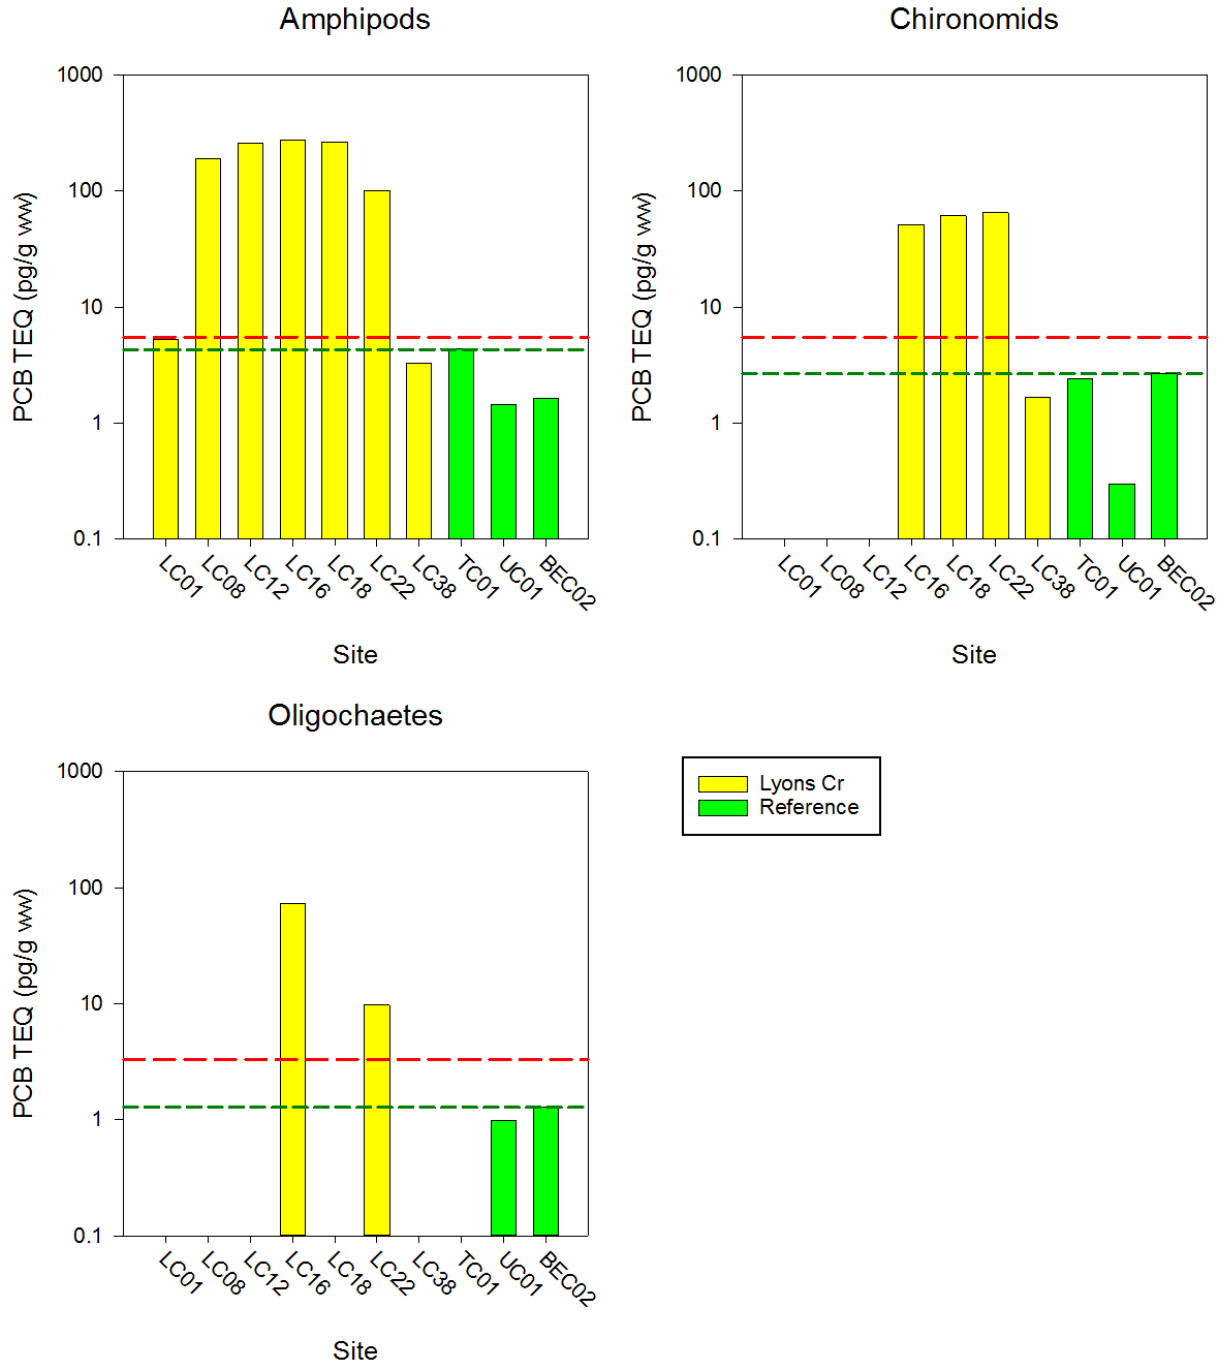 Amphipods
PCB TEQ (pg/g ww)
1000
100
10
1
0.1
LC01
LC08
LC12
LC16
LC18
LC22
LC38
TC01
UC01
BEC02
Site
Chironomids
PCB TEQ (pg/g ww)
1000
100
10
1
0.1
LC01
LC08
LC12
LC16
LC18
LC22
LC38
TC01
UC01
BEC02
Site
Oligochaetes
PCB TEQ (pg/g ww)
1000
100
10
1
0.1
LC01
LC08
LC12
LC16
LC18
LC22
LC38
TC01
UC01
BEC02
Site
Lyons Cr
Reference